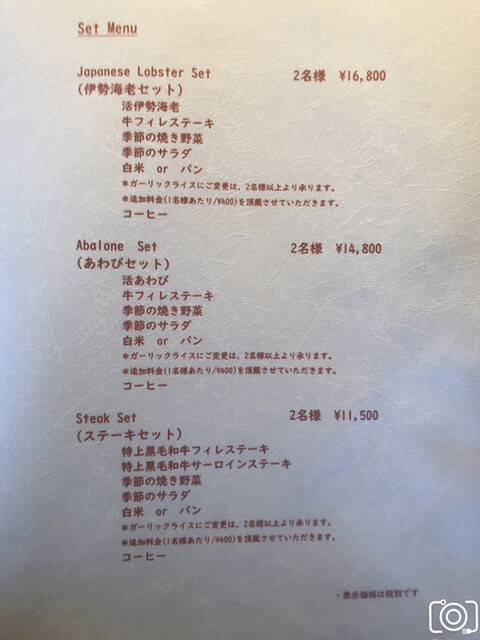 Set Menu
Japanese Lobster Set 2名様 ¥16,800
(伊勢海老セット)
活伊勢海老
牛フィレステーキ
季節の焼き野菜
季節のサラダ
白米 or パン
*ガーリックライスにご変更は、2名様以上より承ります。
*追加料金(1名様あたり/¥400)を頂戴させていただきます。
コーヒー
Abalone Set 2名様 ¥14,800
(あわびセット)
活あわび
牛フィレステーキ
季節の焼き野菜
季節のサラダ
白米 or パン
*ガーリックライスにご変更は、2名様以上より承ります。
*追加料金(1名様あたり/¥400)を頂戴させていただきます。
コーヒー
Steak Set 2名様 ¥11,500
(ステーキセット)
特上黒毛和牛フィレステーキ
特上黒毛和牛サーロインステーキ
季節の焼き野菜
季節のサラダ
白米 or パン
*ガーリックライスにご変更は、2名様以上より承ります。
*追加料金(1名様あたり/¥400)を頂戴させていただきます。
コーヒー
・表示価格は税別です